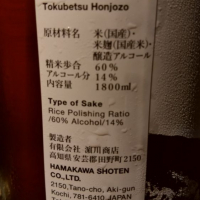 Tokubetsu Honjozo
原材料名 米(国産)・
米麹(国産米)・
醸造アルコール
精米歩合 60%
アルコール分 14%
内容量 1800ml
Type of Sake
Rice Polishing Ratio
/60% Alcohol/14%
製造者
有限会社 濵川商店
高知県安芸郡田野町2150
HAMAKAWA SHOTEN
CO.,LTD.
2150,Tano-cho, Aki-gun
Kochi, 781-6410 JAPAN